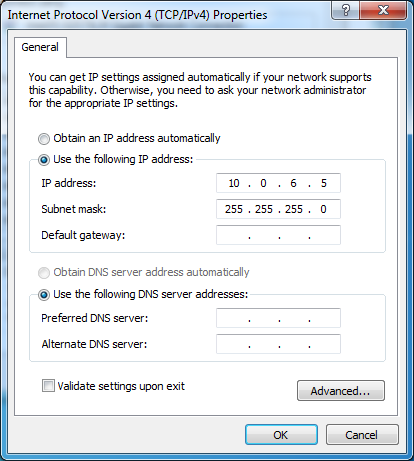 Internet Protocol Version 4 (TCP/IPv4) Properties
General
You can get IP settings assigned automatically if your network supports
this capability. Otherwise, you need to ask your network administrator
for the appropriate IP settings.
Obtain an IP address automatically
Use the following IP address:
IP address: 10 . 0 . 6 . 5
Subnet mask: 255 . 255 . 255 . 0
Default gateway: . . .
Obtain DNS server address automatically
Use the following DNS server addresses:
Preferred DNS server: . . .
Alternate DNS server: . . .
Validate settings upon exit
Advanced...
OK Cancel